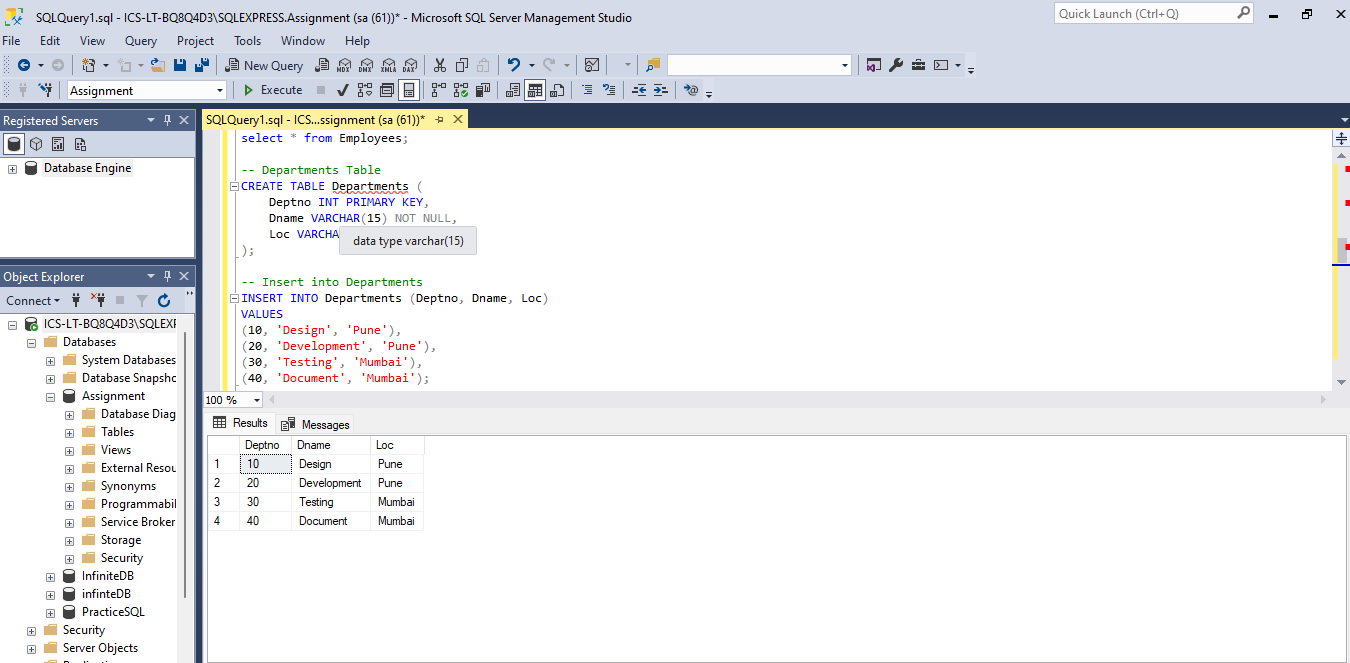 SQLQuery1.sql - ICS-LT-BQ8Q4D3\SQLEXPRESS.Assignment (sa (61))* - Microsoft SQL Server Management Studio
Quick Launch (Ctrl+Q)
File Edit View Query Project Tools Window Help
New Query MDX DMX XMLA DAX
Assignment Execute
Registered Servers
Database Engine
Object Explorer
Connect
ICS-LT-BQ8Q4D3\SQLEXP
Databases
System Databases
Database Snapsho
Assignment
Database Diag
Tables
Views
External Resou
Synonyms
Programmabil
Service Broker
Storage
Security
InfiniteDB
infinteDB
PracticeSQL
Security
Server Objects
SQLQuery1.sql - ICS...ssignment (sa (61))*
select * from Employees;
-- Departments Table
CREATE TABLE Departments (
Deptno INT PRIMARY KEY,
Dname VARCHAR(15) NOT NULL,
Loc VARCHA
data type varchar(15)
);
-- Insert into Departments
INSERT INTO Departments (Deptno, Dname, Loc)
VALUES
(10, 'Design', 'Pune'),
(20, 'Development', 'Pune'),
(30, 'Testing', 'Mumbai'),
(40, 'Document', 'Mumbai');
100 %
Results Messages
Deptno Dname Loc
1 10 Design Pune
2 20 Development Pune
3 30 Testing Mumbai
4 40 Document Mumbai